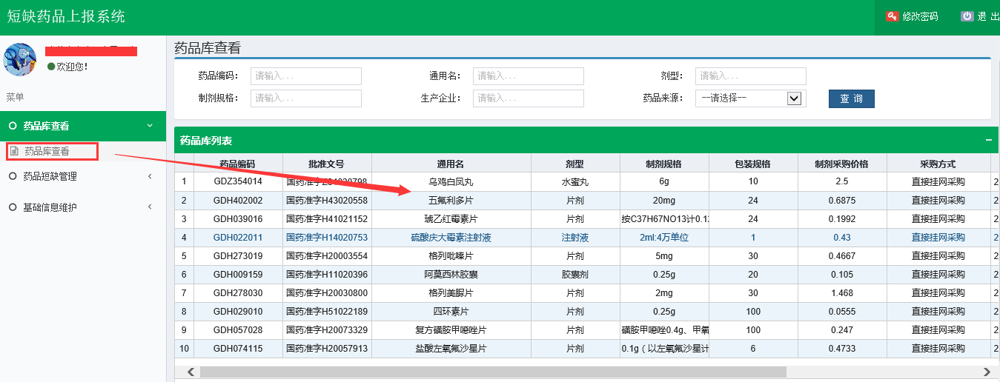 短缺药品上报系统
修改密码 退 出
欢迎您!
菜单
药品库查看
药品库查看
药品短缺管理
基础信息维护
药品库查看
药品编码： 请输入... 通用名： 请输入... 剂型： 请输入...
制剂规格： 请输入... 生产企业： 请输入... 药品来源： --请选择-- 查 询
药品库列表
药品编码 批准文号 通用名 剂型 制剂规格 包装规格 制剂采购价格 采购方式
1 GDZ354014 国药准字Z34020798 乌鸡白凤丸 水蜜丸 6g 10 2.5 直接挂网采购 2
2 GDH402002 国药准字H43020558 五氟利多片 片剂 20mg 24 0.6875 直接挂网采购 2
3 GDH039016 国药准字H41021152 琥乙红霉素片 片剂 按C37H67NO13计0.12 24 0.1992 直接挂网采购 2
4 GDH022011 国药准字H14020753 硫酸庆大霉素注射液 注射液 2ml:4万单位 1 0.43 直接挂网采购 2
5 GDH273019 国药准字H20003554 格列吡嗪片 片剂 5mg 30 0.4667 直接挂网采购 2
6 GDH009159 国药准字H11020396 阿莫西林胶囊 胶囊剂 0.25g 20 0.105 直接挂网采购 2
7 GDH278030 国药准字H20030800 格列美脲片 片剂 2mg 30 1.468 直接挂网采购 2
8 GDH029010 国药准字H51022189 四环素片 片剂 0.25g 100 0.0555 直接挂网采购 2
9 GDH057028 国药准字H20073329 复方磺胺甲噁唑片 片剂 磺胺甲噁唑0.4g、甲氧 100 0.247 直接挂网采购 2
10 GDH074115 国药准字H20057913 盐酸左氧氟沙星片 片剂 0.1g（以左氧氟沙星计 6 0.4733 直接挂网采购 2